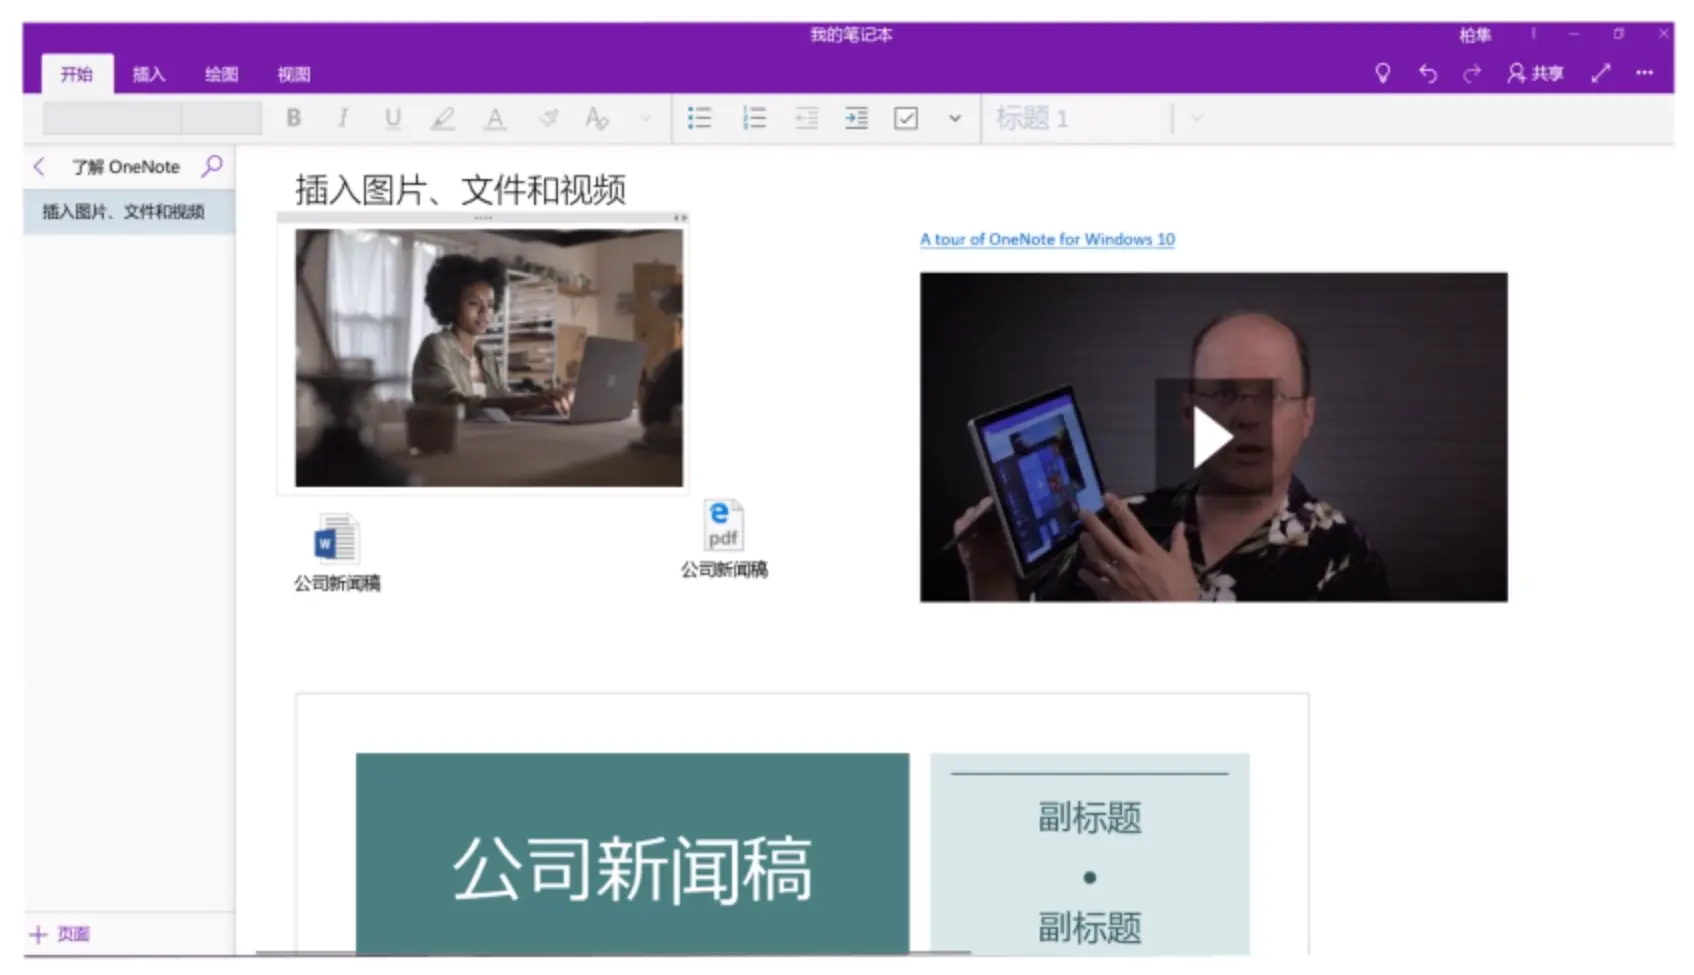 我的笔记本
柏隼
开始 插入 绘图 视图
共享
B I U A A 标题 1
了解 OneNote
插入图片、文件和视频
插入图片、文件和视频
A tour of OneNote for Windows 10
W
公司新闻稿
pdf
公司新闻稿
公司新闻稿
副标题
副标题
页面